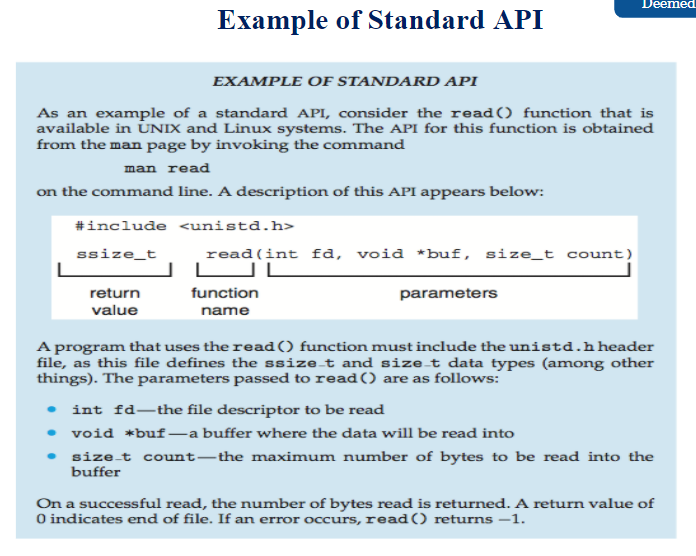 Deemed
Example of Standard API
EXAMPLE OF STANDARD API
As an example of a standard API, consider the read() function that is
available in UNIX and Linux systems. The API for this function is obtained
from the man page by invoking the command
man read
on the command line. A description of this API appears below:
#include <unistd.h>
ssize_t read(int fd, void *buf, size_t count)
return function parameters
value name
A program that uses the read() function must include the unistd.h header
file, as this file defines the ssize_t and size_t data types (among other
things). The parameters passed to read() are as follows:
• int fd—the file descriptor to be read
• void *buf—a buffer where the data will be read into
• size_t count—the maximum number of bytes to be read into the
buffer
On a successful read, the number of bytes read is returned. A return value of
0 indicates end of file. If an error occurs, read() returns −1.